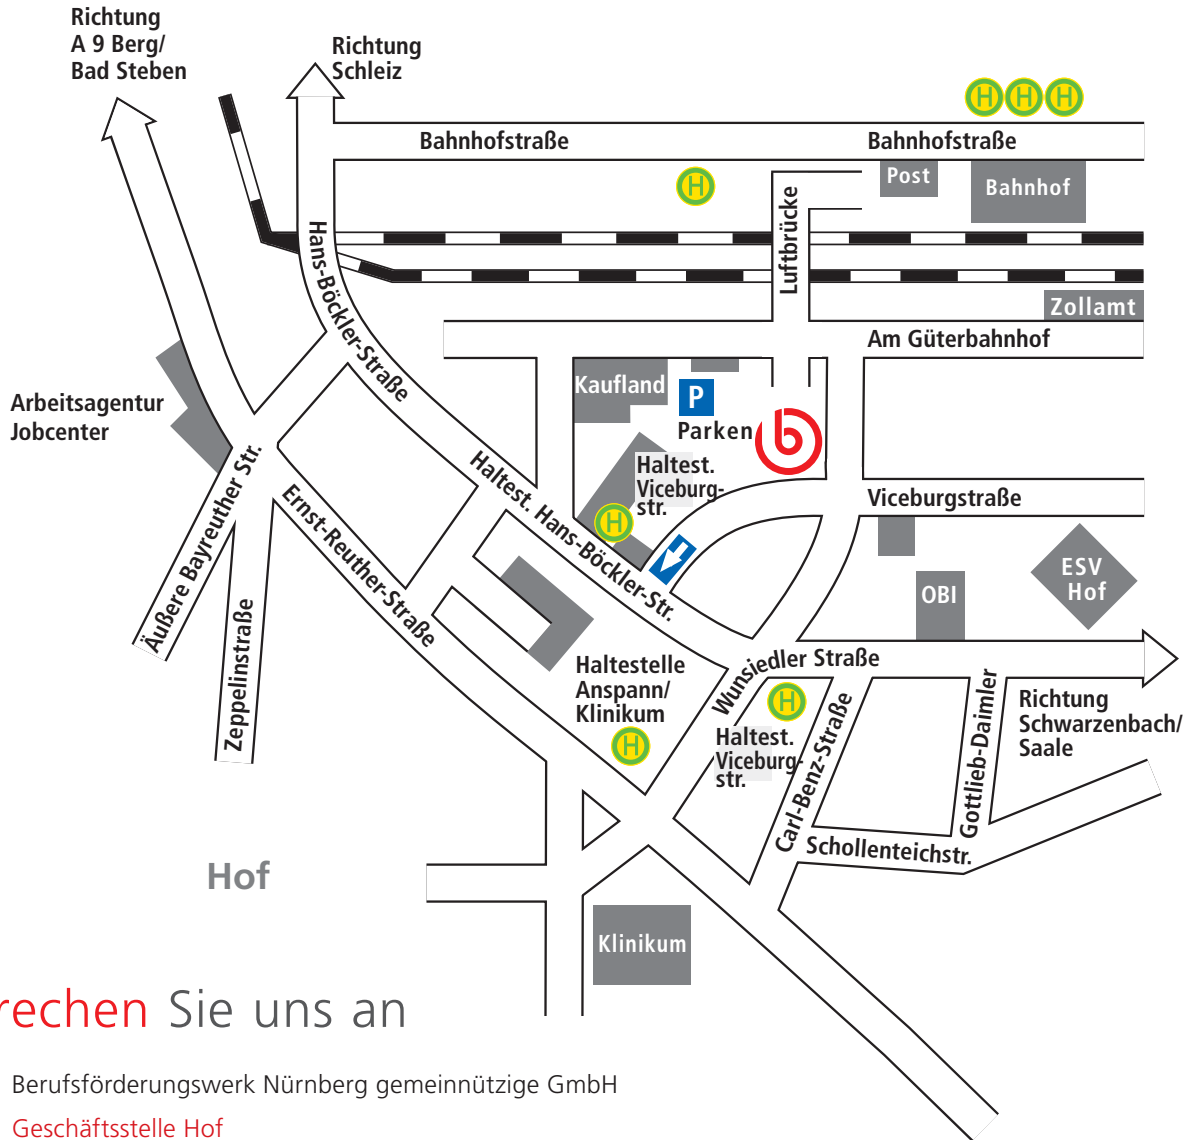 Richtung
A 9 Berg/
Bad Steben
Richtung
Schleiz
H H H
Bahnhofstraße
Bahnhofstraße
Post
Bahnhof
H
Luftbrücke
Hans-Böckler-Straße
Zollamt
Am Güterbahnhof
Kaufland
P
Parken
b
Arbeitsagentur
Jobcenter
Haltest.
Viceburg-
str.
H
Haltest. Hans-Böckler-Str.
Viceburgstraße
Äußere Bayreuther Str.
Ernst-Reuther-Straße
Zeppelinstraße
OBI
ESV
Hof
Wunsiedler Straße
Haltestelle
Anspann/
Klinikum
H
H
Haltest.
Viceburg-
str.
Carl-Benz-Straße
Gottlieb-Daimler
Richtung
Schwarzenbach/
Saale
Schollenteichstr.
Hof
Klinikum
rechen Sie uns an
Berufsförderungswerk Nürnberg gemeinnützige GmbH
Geschäftsstelle Hof